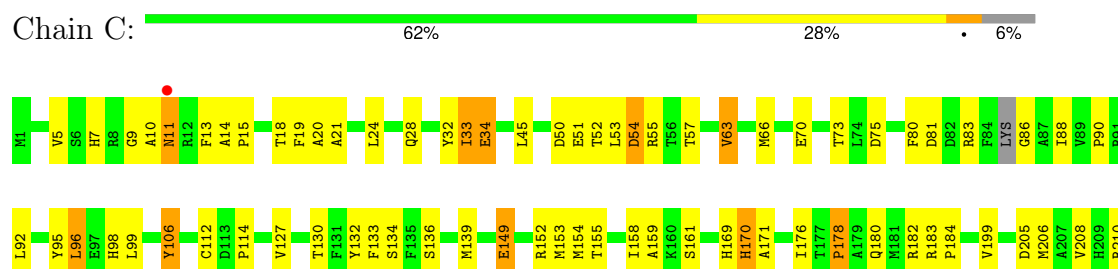 Chain C:
62% 28% • 6%
M1 V5 S6 H7 R8 G9 A10 N11 R12 F13 A14 P15 T18 F19 A20 A21 L24 Q28 Y32 I33 E34 L45 D50 E51 T52 L53 D54 R55 T56 T57 V63 M66 E70 T73 L74 D75 F80 D81 D82 R83 F84 LYS G86 A87 I88 V89 P90
L92 Y95 L96 E97 H98 L99 Y106 C112 D113 P114 V127 T130 F131 Y132 F133 S134 F135 S136 M139 E149 R152 M153 M154 T155 I158 A159 K160 S161 H169 H170 A171 I176 T177 P178 A179 Q180 M181 R182 R183 P184 V199 D205 M206 A207 V208 H209